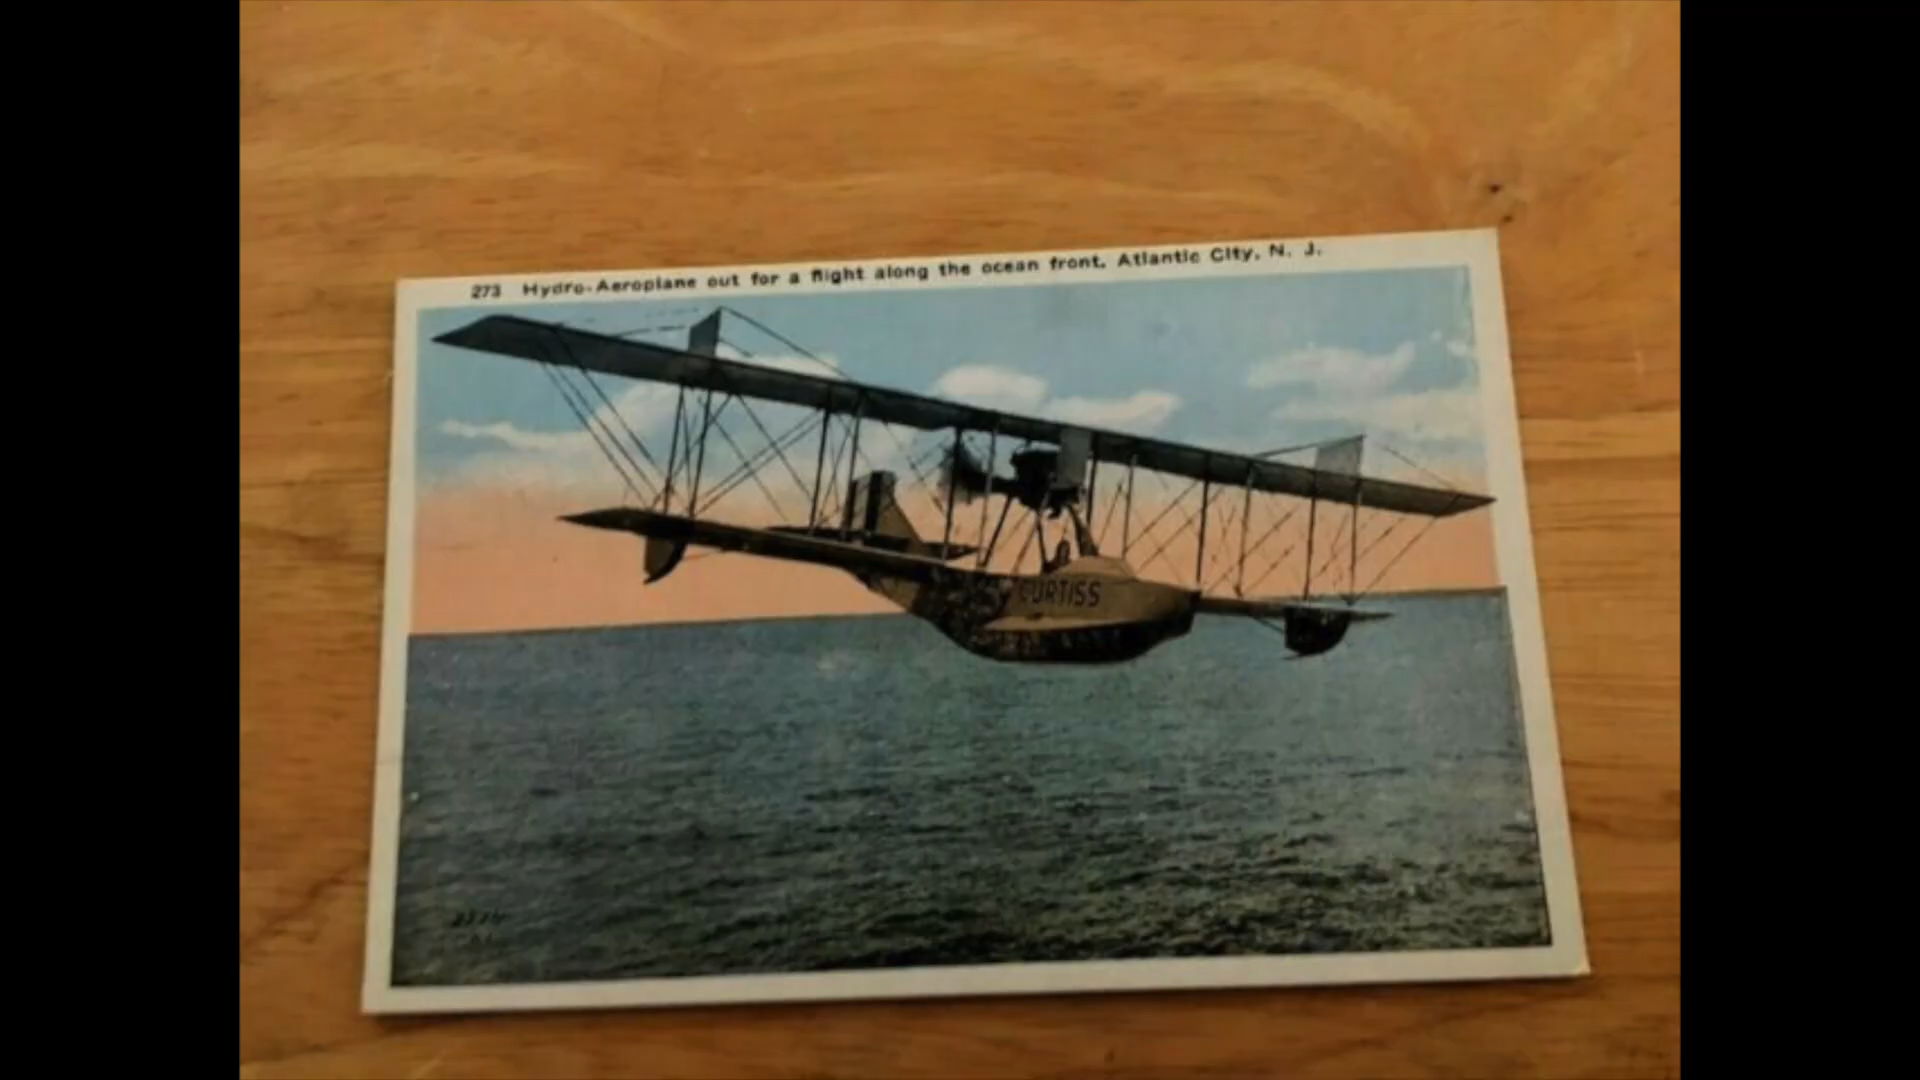 273 Hydro-Aeroplane out for a flight along the ocean front, Atlantic City, N. J.
CURTISS